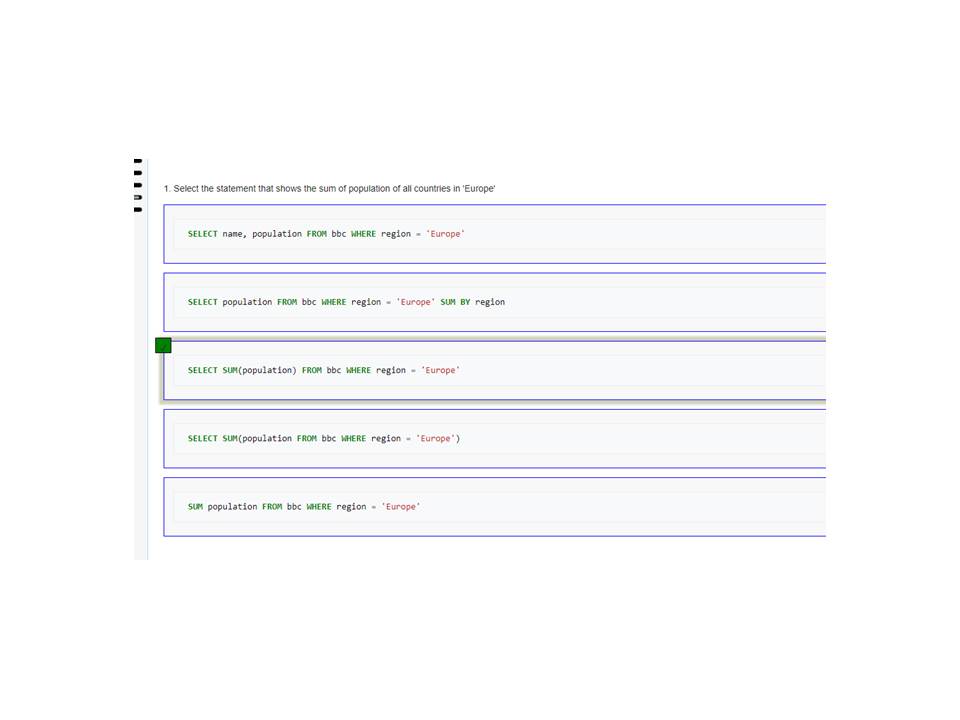 1. Select the statement that shows the sum of population of all countries in 'Europe'
SELECT name, population FROM bbc WHERE region = 'Europe'
SELECT population FROM bbc WHERE region = 'Europe' SUM BY region
SELECT SUM(population) FROM bbc WHERE region = 'Europe'
SELECT SUM(population FROM bbc WHERE region = 'Europe')
SUM population FROM bbc WHERE region = 'Europe'